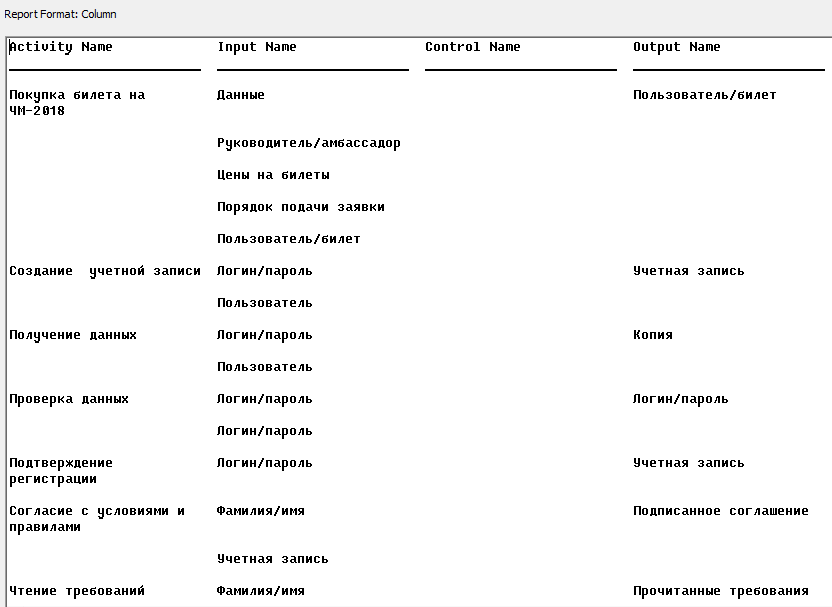 Report Format: Column
Activity Name Input Name Control Name Output Name
Покупка билета на Данные Пользователь/билет
ЧМ-2018
Руководитель/амбассадор
Цены на билеты
Порядок подачи заявки
Пользователь/билет
Создание учетной записи Логин/пароль Учетная запись
Пользователь
Получение данных Логин/пароль Копия
Пользователь
Проверка данных Логин/пароль Логин/пароль
Логин/пароль
Подтверждение Логин/пароль Учетная запись
регистрации
Согласие с условиями и Фамилия/имя Подписанное соглашение
правилами
Учетная запись
Чтение требований Фамилия/имя Прочитанные требования